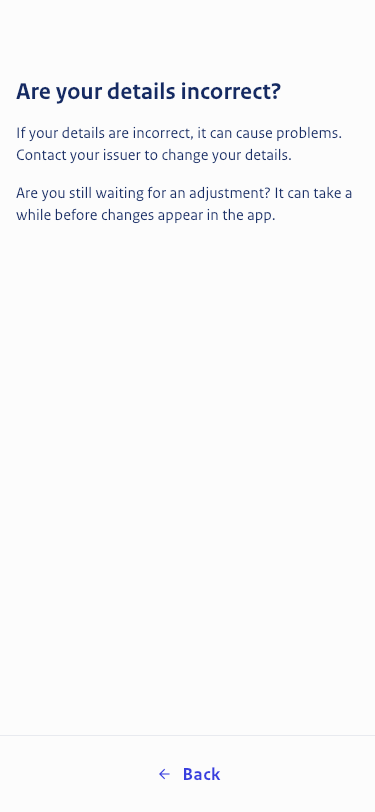 Are your details incorrect?
If your details are incorrect, it can cause problems.
Contact your issuer to change your details.
Are you still waiting for an adjustment? It can take a
while before changes appear in the app.
← Back